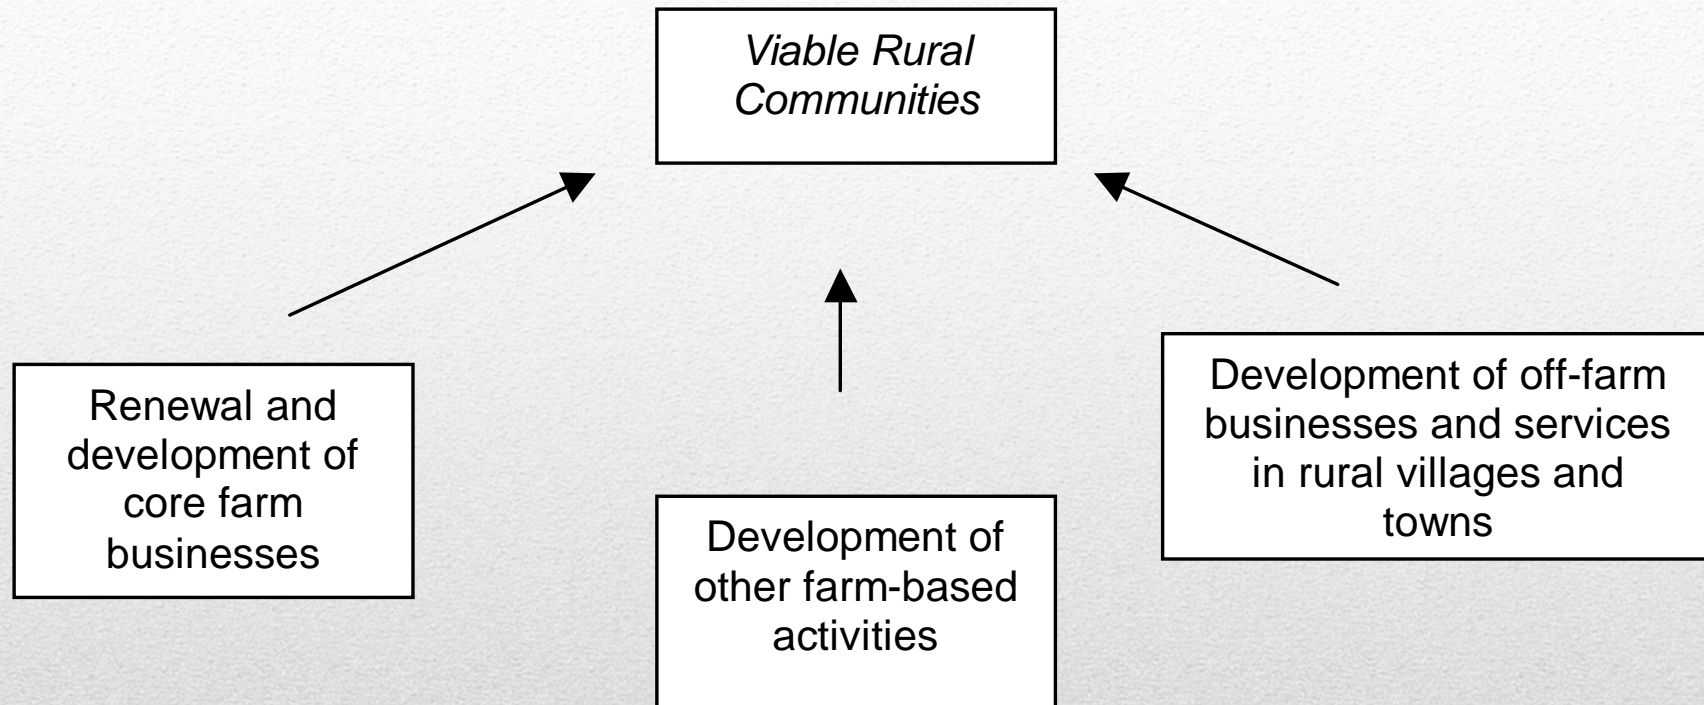 Viable Rural
Communities
Renewal and
development of
core farm
businesses
Development of
other farm-based
activities
Development of off-farm
businesses and services
in rural villages and
towns